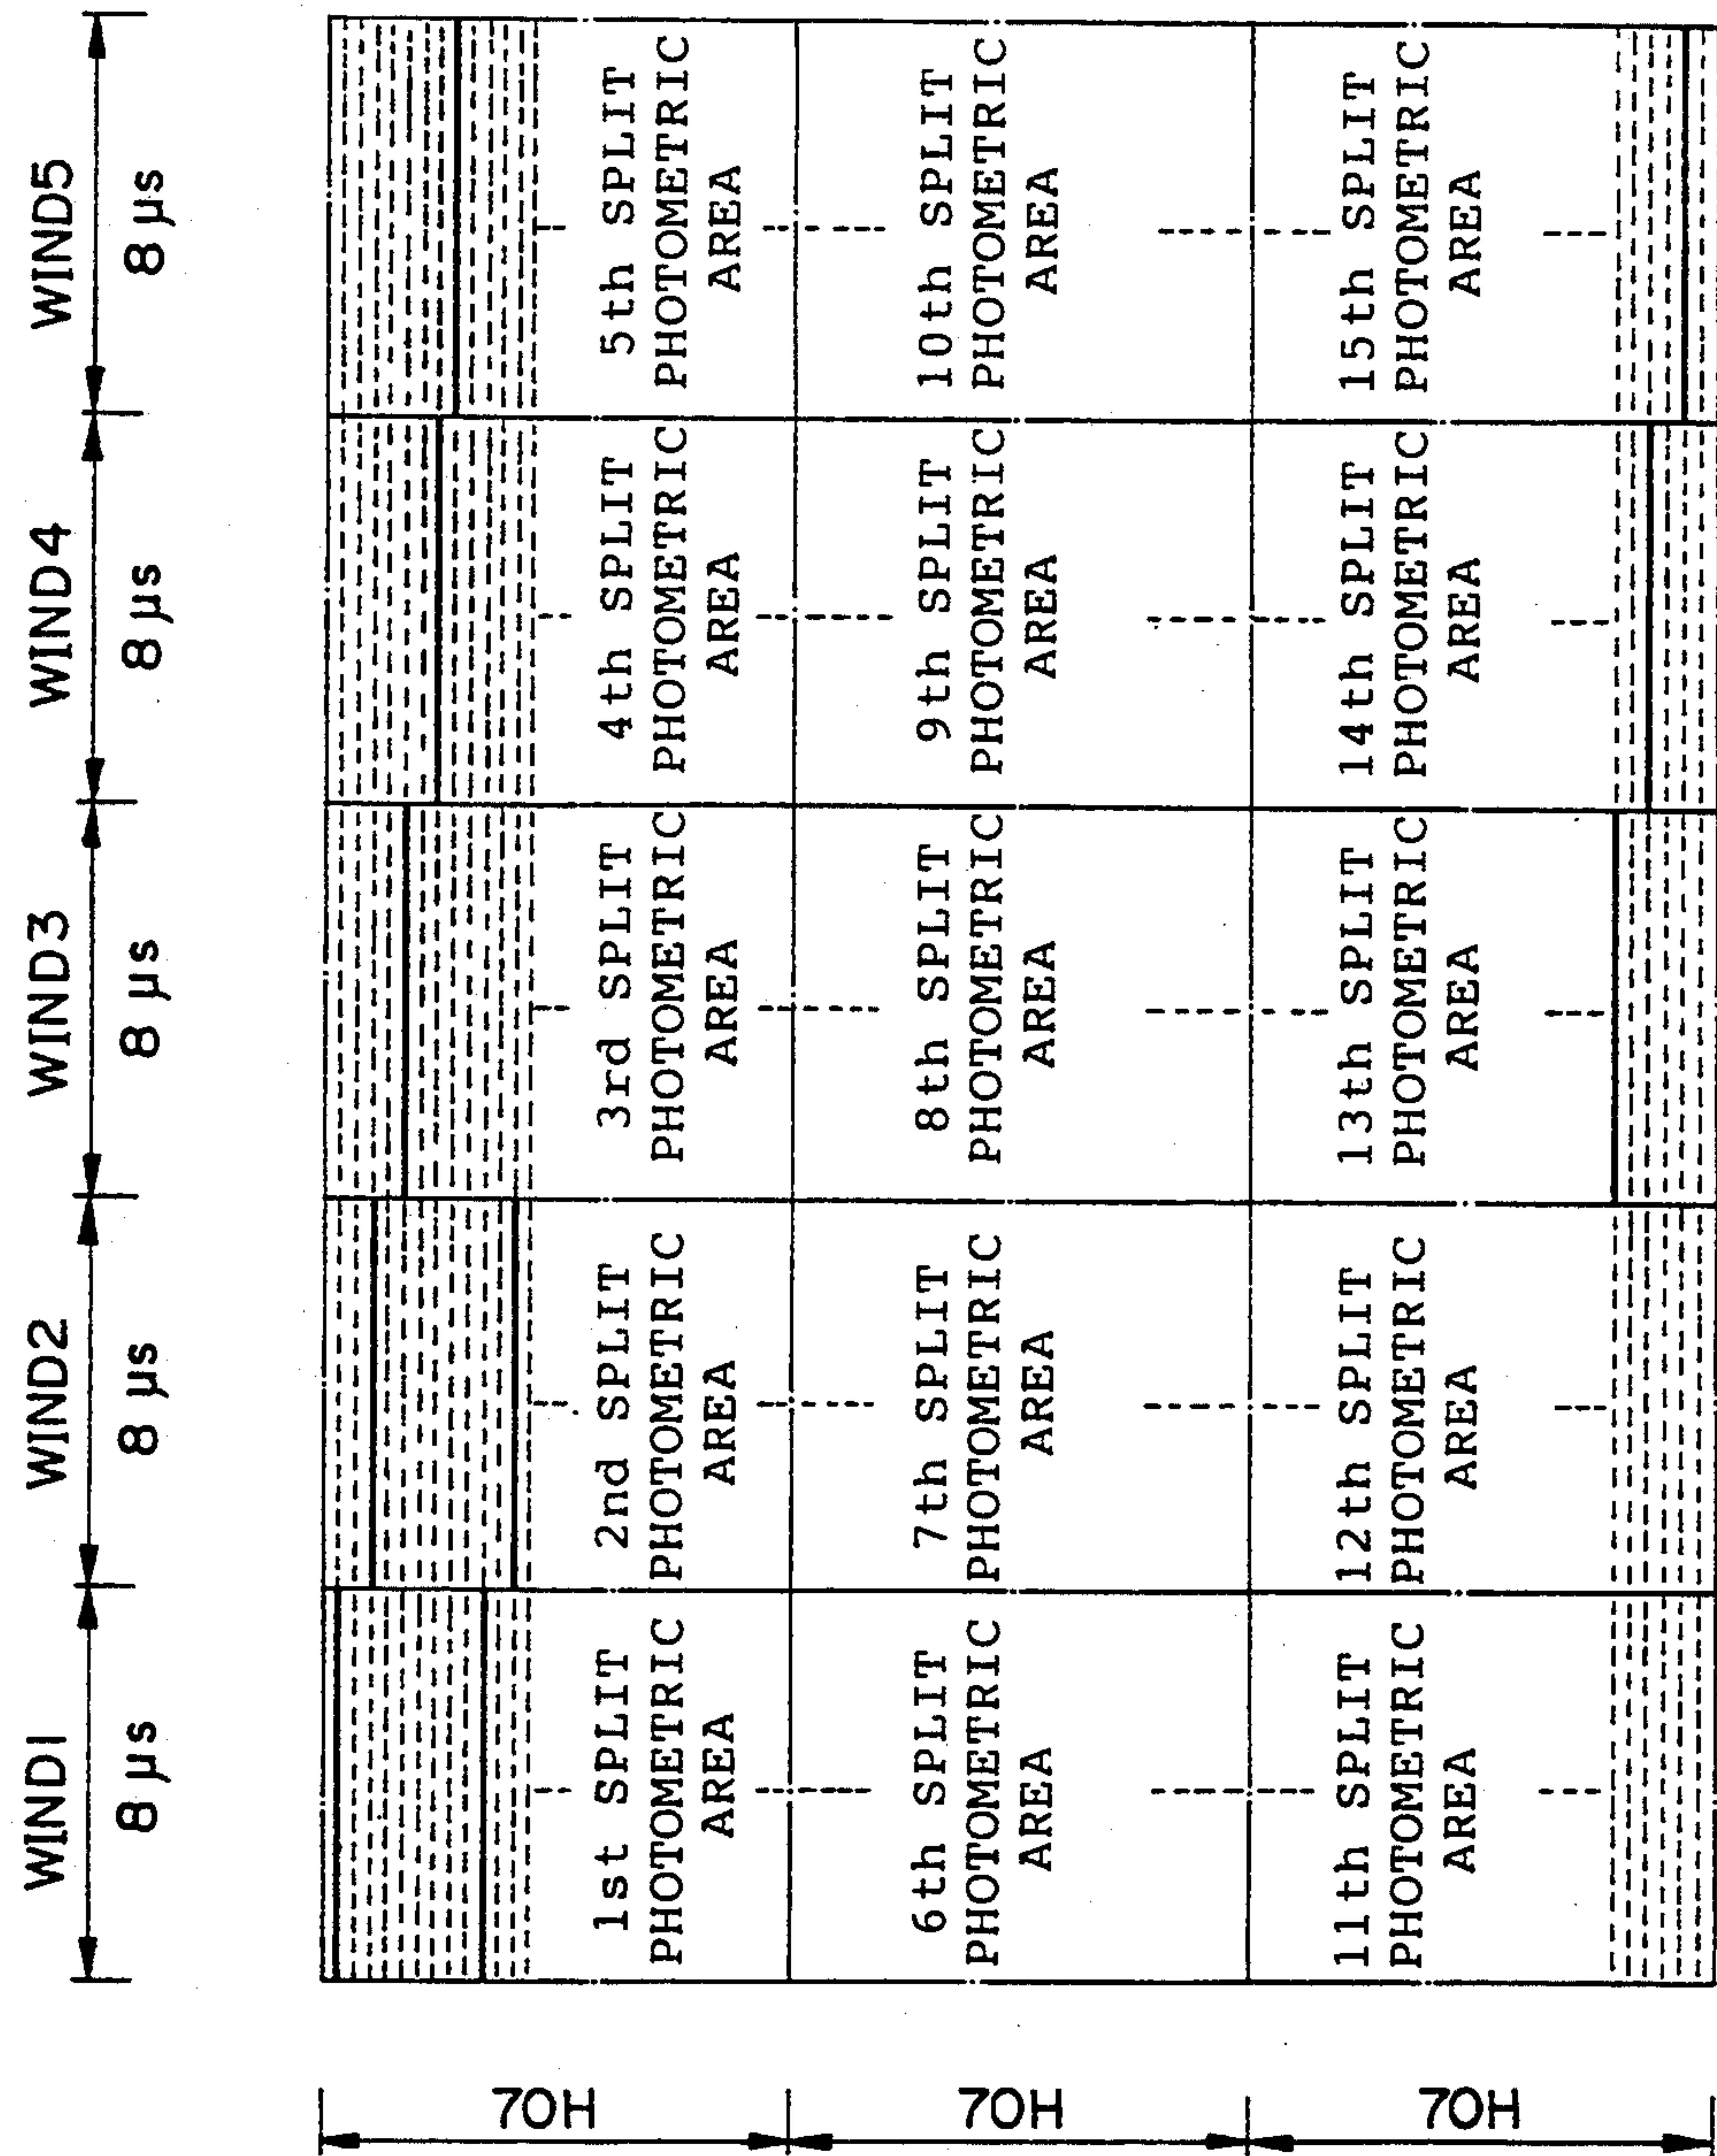 WIND1
WIND2
WIND3
WIND4
WIND5
8 µs
8 µs
8 µs
8 µs
8 µs
70H
1st SPLIT
PHOTOMETRIC
AREA
2nd SPLIT
PHOTOMETRIC
AREA
3rd SPLIT
PHOTOMETRIC
AREA
4th SPLIT
PHOTOMETRIC
AREA
5th SPLIT
PHOTOMETRIC
AREA
70H
6th SPLIT
PHOTOMETRIC
AREA
7th SPLIT
PHOTOMETRIC
AREA
8th SPLIT
PHOTOMETRIC
AREA
9th SPLIT
PHOTOMETRIC
AREA
10th SPLIT
PHOTOMETRIC
AREA
70H
11th SPLIT
PHOTOMETRIC
AREA
12th SPLIT
PHOTOMETRIC
AREA
13th SPLIT
PHOTOMETRIC
AREA
14th SPLIT
PHOTOMETRIC
AREA
15th SPLIT
PHOTOMETRIC
AREA